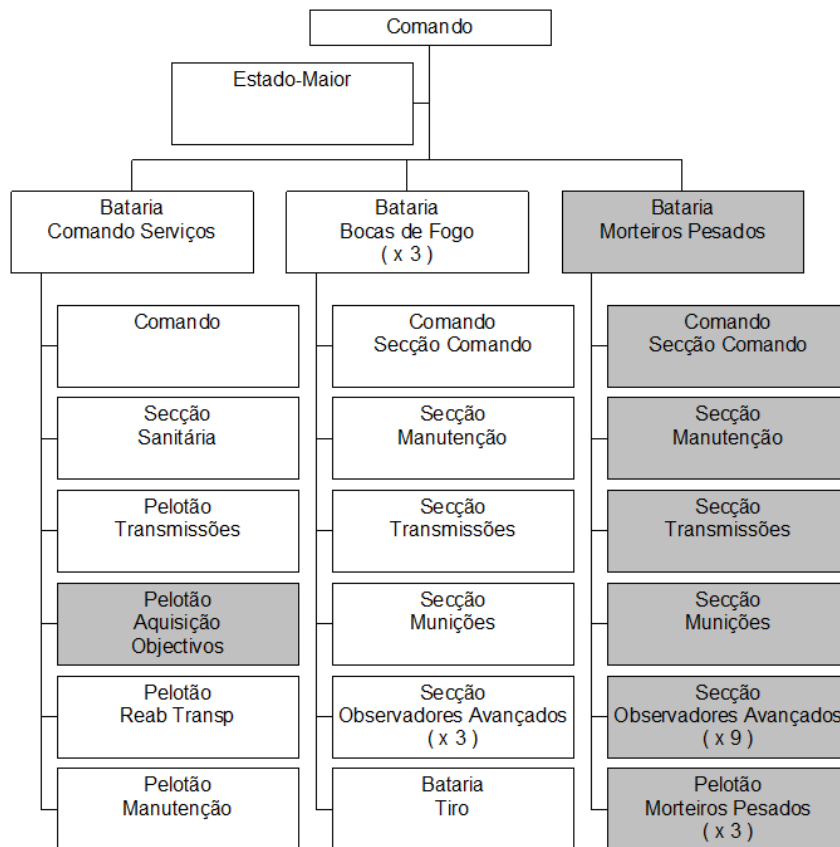 Comando
Estado-Maior
Bataria
Comando Serviços
Bataria
Bocas de Fogo
( x 3 )
Bataria
Morteiros Pesados
Comando
Secção
Sanitária
Pelotão
Transmissões
Pelotão
Aquisição
Objectivos
Pelotão
Reab Transp
Pelotão
Manutenção
Comando
Secção Comando
Secção
Manutenção
Secção
Transmissões
Secção
Munições
Secção
Observadores Avançados
( x 3 )
Bataria
Tiro
Comando
Secção Comando
Secção
Manutenção
Secção
Transmissões
Secção
Munições
Secção
Observadores Avançados
( x 9 )
Pelotão
Morteiros Pesados
( x 3 )